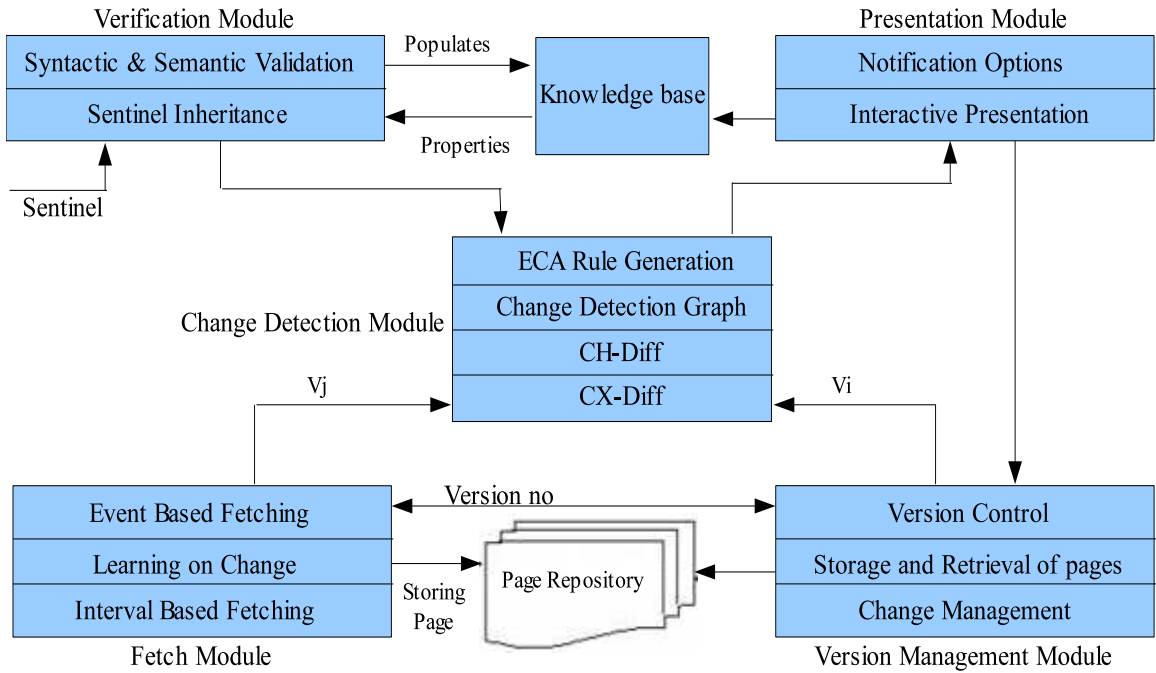 Verification Module
Presentation Module
Syntactic & Semantic Validation
Sentinel Inheritance
Populates
Properties
Knowledge base
Notification Options
Interactive Presentation
Sentinel
ECA Rule Generation
Change Detection Graph
CH-Diff
CX-Diff
Change Detection Module
Vj
Vi
Event Based Fetching
Learning on Change
Interval Based Fetching
Fetch Module
Version no
Storing
Page
Page Repository
Version Control
Storage and Retrieval of pages
Change Management
Version Management Module